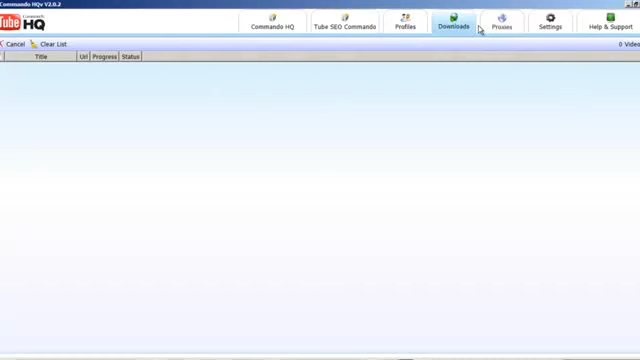 Commando HQv V2.0.2
Tube
Commando
HQ
Commando HQ
Tube SEO Commando
Profiles
Downloads
Proxies
Settings
Help & Support
Cancel
Clear List
0 Video
Title
Url
Progress
Status